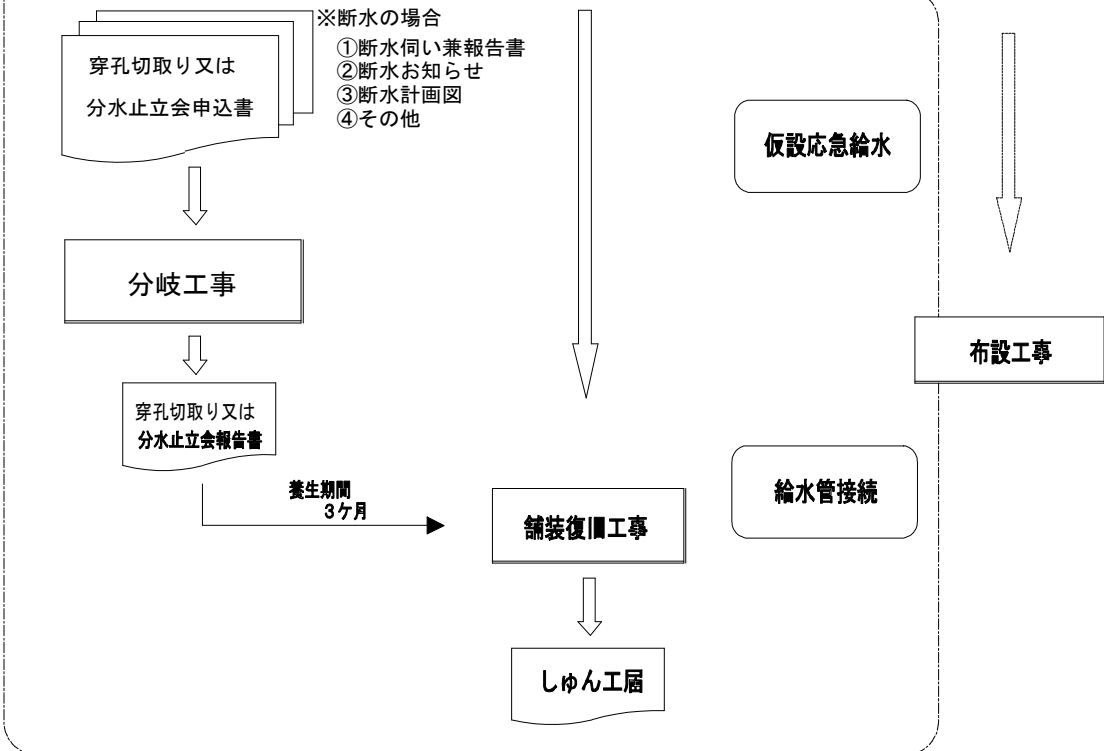 ※断水の場合
①断水伺い兼報告書
②断水お知らせ
③断水計画図
④その他
穿孔切取り又は
分水止立会申込書
仮設応急給水
分岐工事
布設工事
穿孔切取り又は
分水止立会報告書
養生期間
3ケ月
給水管接続
舗装復旧工事
しゅん工届